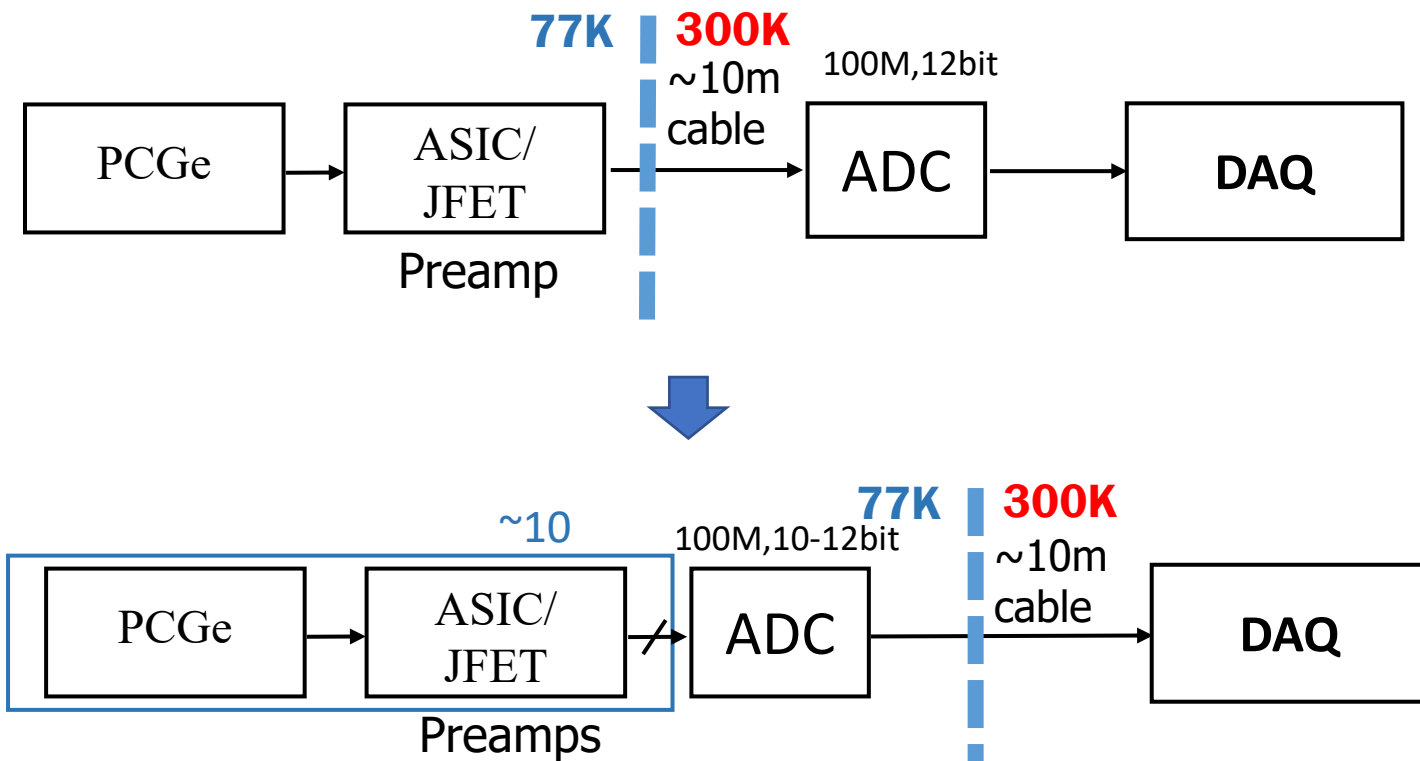 77K
300K
~10m
cable
100M,12bit
PCGe
ASIC/
JFET
ADC
DAQ
Preamp
77K
300K
~10
100M,10-12bit
~10m
cable
PCGe
ASIC/
JFET
ADC
DAQ
Preamps